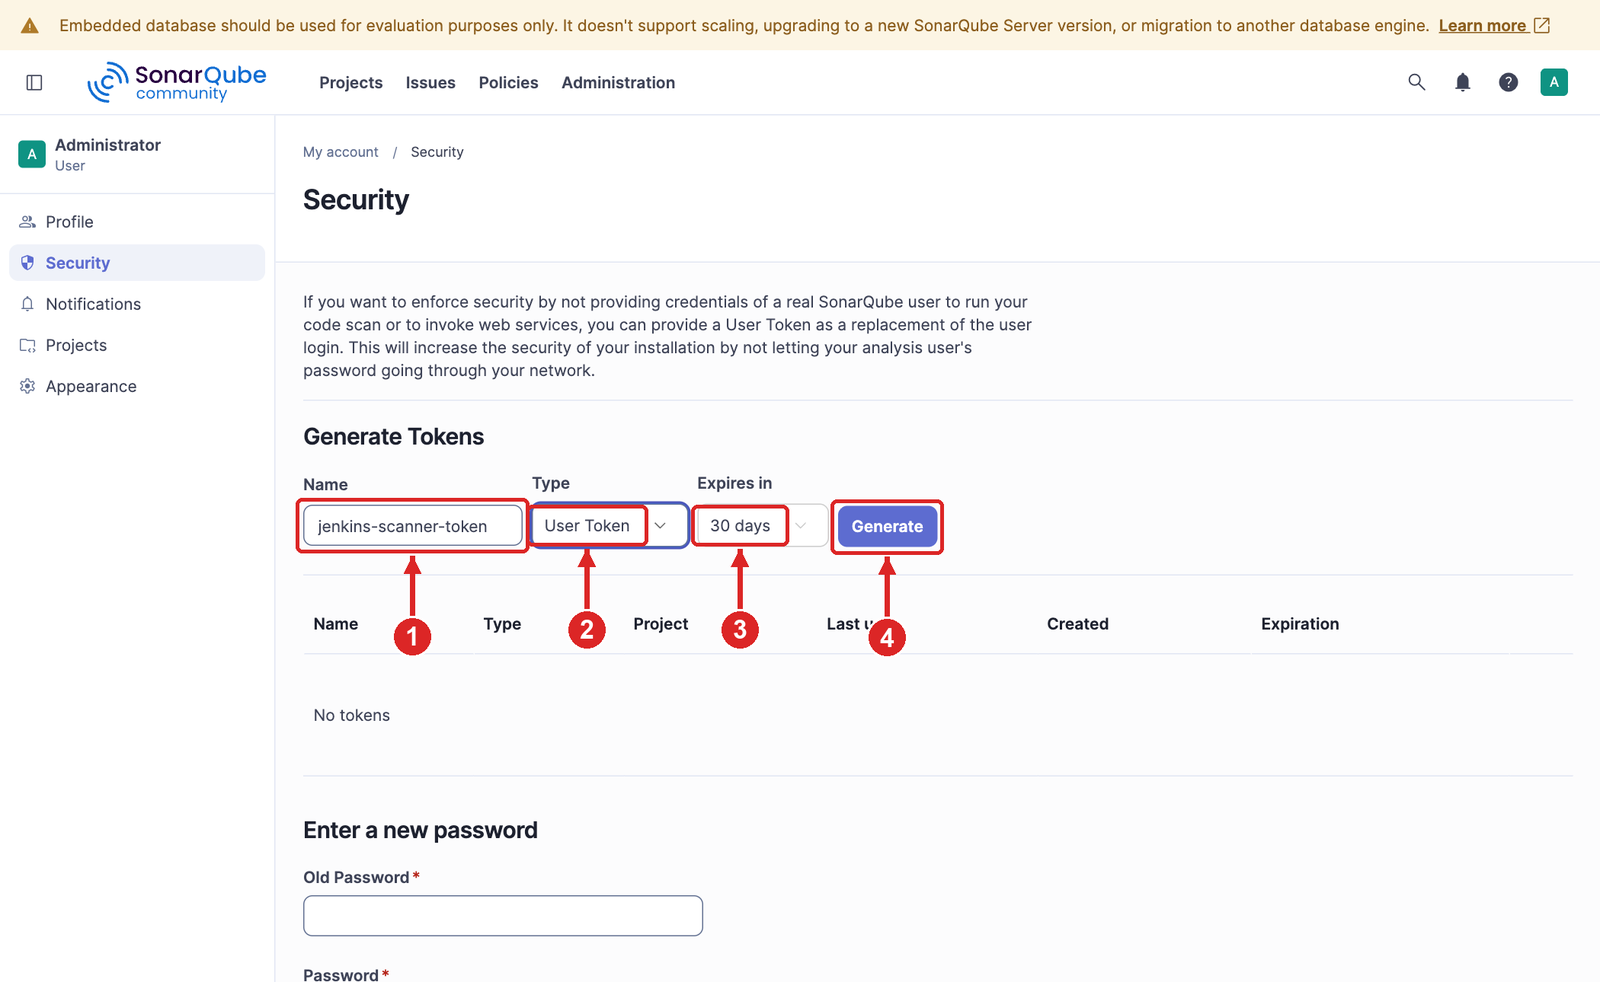 Embedded database should be used for evaluation purposes only. It doesn't support scaling, upgrading to a new SonarQube Server version, or migration to another database engine. Learn more
SonarQube
community
Projects
Issues
Policies
Administration
?
A
A
Administrator
User
Profile
Security
Notifications
Projects
Appearance
My account / Security
Security
If you want to enforce security by not providing credentials of a real SonarQube user to run your
code scan or to invoke web services, you can provide a User Token as a replacement of the user
login. This will increase the security of your installation by not letting your analysis user's
password going through your network.
Generate Tokens
Name
Type
Expires in
jenkins-scanner-token
User Token
30 days
Generate
1
2
3
4
Name
Type
Project
Last u
Created
Expiration
No tokens
Enter a new password
Old Password *
Password *